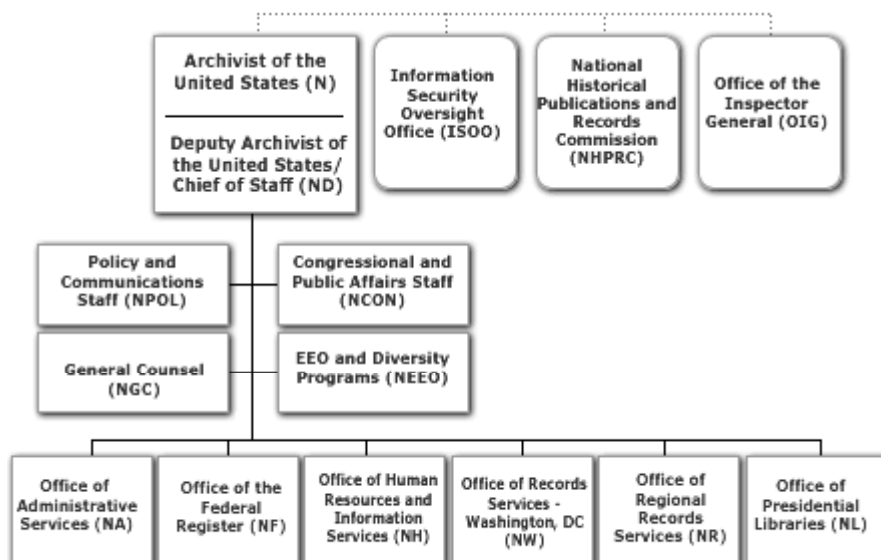 Archivist of the
United States (N)
Deputy Archivist of
the United States/
Chief of Staff (ND)
Information
Security
Oversight
Office (ISOO)
National
Historical
Publications and
Records
Commission
(NHPRC)
Office of the
Inspector
General (OIG)
Policy and
Communications
Staff (NPOL)
Congressional and
Public Affairs Staff
(NCON)
General Counsel
(NGC)
EEO and Diversity
Programs (NEEO)
Office of
Administrative
Services (NA)
Office of the
Federal
Register (NF)
Office of Human
Resources and
Information
Services (NH)
Office of Records
Services -
Washington, DC
(NW)
Office of
Regional
Records
Services (NR)
Office of
Presidential
Libraries (NL)